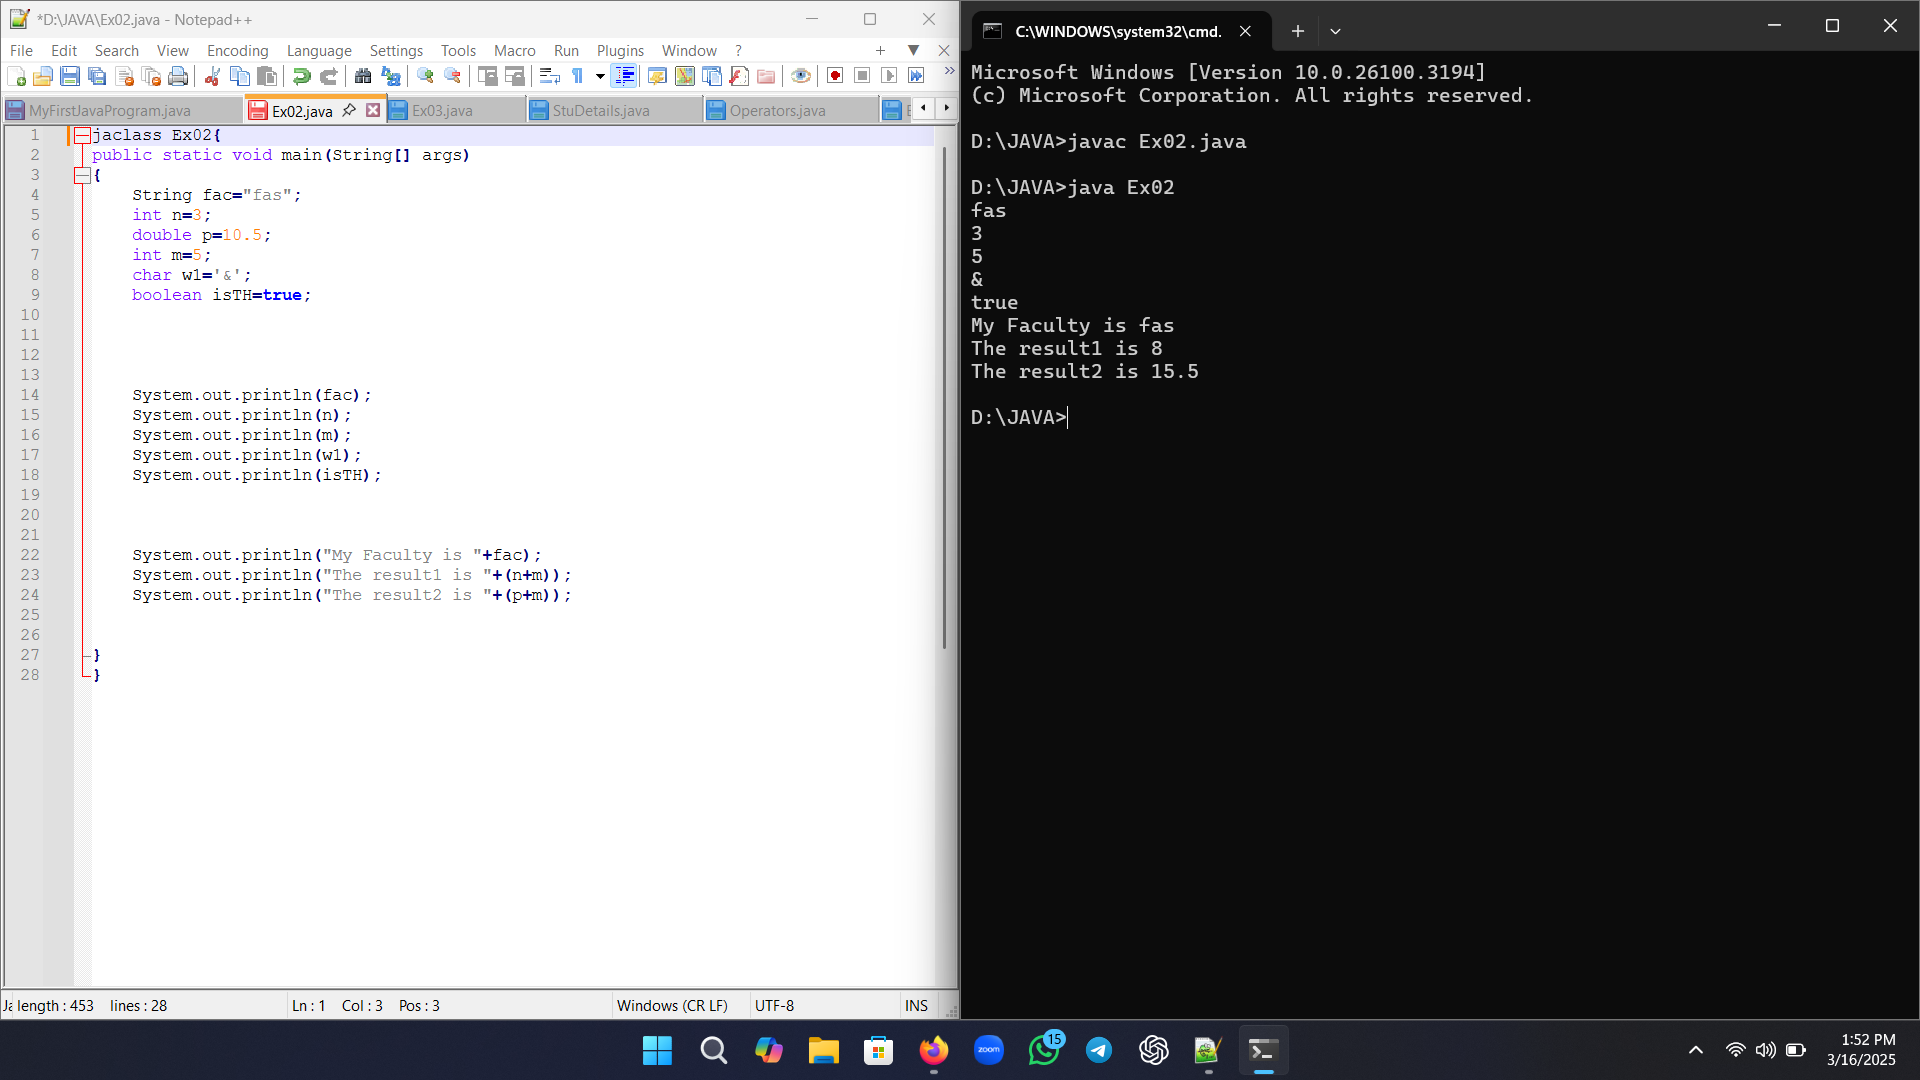 *D:\JAVA\Ex02.java - Notepad++
File Edit Search View Encoding Language Settings Tools Macro Run Plugins Window ?
MyFirstJavaProgram.java Ex02.java Ex03.java StuDetails.java Operators.java
1 jaclass Ex02{
2 public static void main(String[] args)
3 {
4 String fac="fas";
5 int n=3;
6 double p=10.5;
7 int m=5;
8 char w1='&';
9 boolean isTH=true;
10
11
12
13
14 System.out.println(fac);
15 System.out.println(n);
16 System.out.println(m);
17 System.out.println(w1);
18 System.out.println(isTH);
19
20
21
22 System.out.println("My Faculty is "+fac);
23 System.out.println("The result1 is "+(n+m));
24 System.out.println("The result2 is "+(p+m));
25
26
27 }
28 }
length : 453 lines : 28 Ln : 1 Col : 3 Pos : 3 Windows (CR LF) UTF-8 INS
C:\WINDOWS\system32\cmd.
Microsoft Windows [Version 10.0.26100.3194]
(c) Microsoft Corporation. All rights reserved.
D:\JAVA>javac Ex02.java
D:\JAVA>java Ex02
fas
3
5
&
true
My Faculty is fas
The result1 is 8
The result2 is 15.5
D:\JAVA>
zoom
15
1:52 PM
3/16/2025